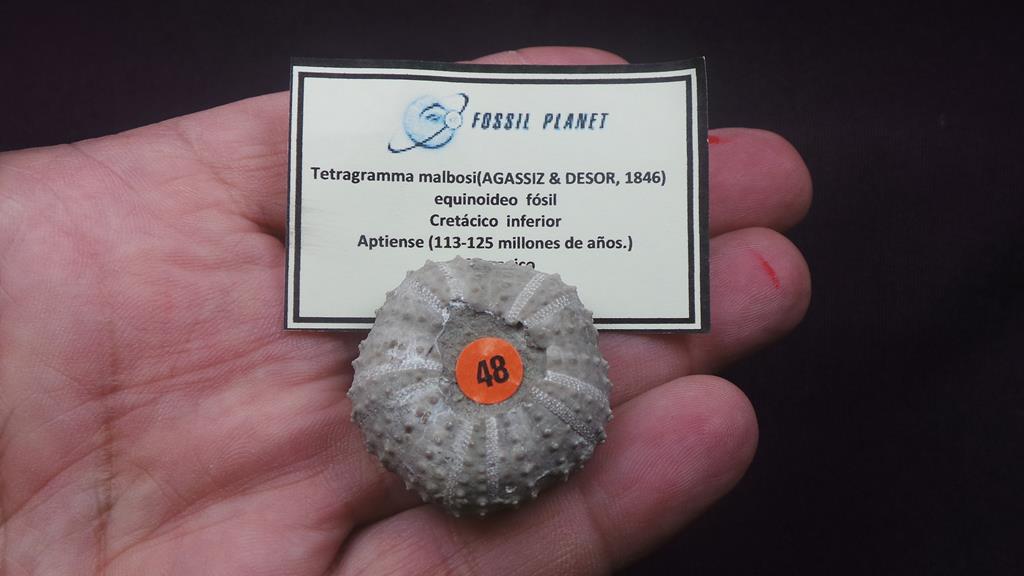 FOSSIL PLANET
Tetragramma malbosi(AGASSIZ & DESOR, 1846)
equinoideo fósil
Cretácico inferior
Aptiense (113-125 millones de años.)
48